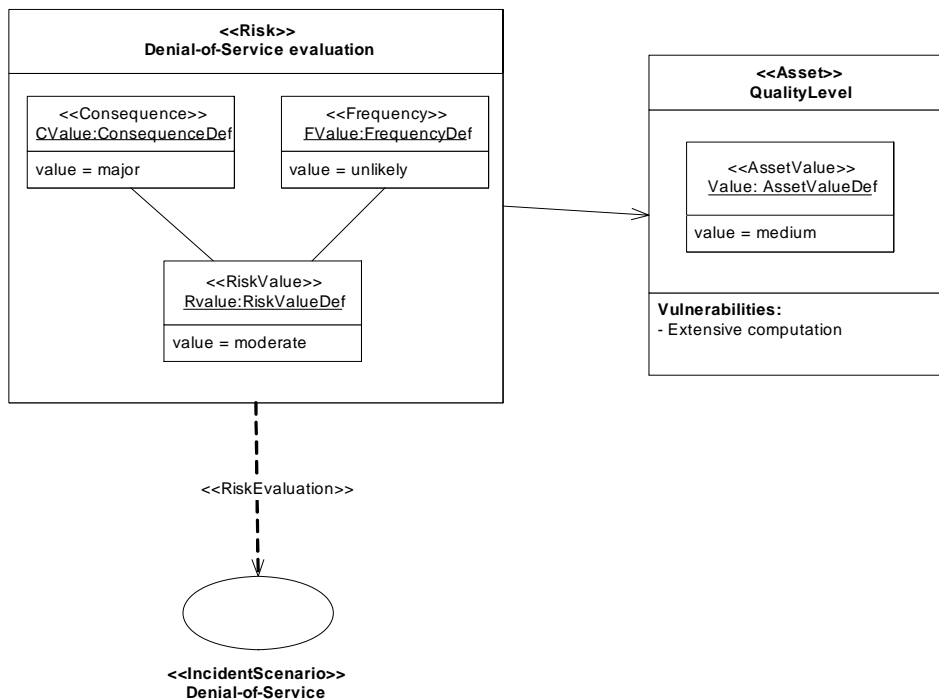 <<Risk>>
Denial-of-Service evaluation
<<Consequence>>
CValue:ConsequenceDef
value = major
<<Frequency>>
FValue:FrequencyDef
value = unlikely
<<RiskValue>>
Rvalue:RiskValueDef
value = moderate
<<Asset>>
QualityLevel
<<AssetValue>>
Value: AssetValueDef
value = medium
Vulnerabilities:
- Extensive computation
<<RiskEvaluation>>
<<IncidentScenario>>
Denial-of-Service